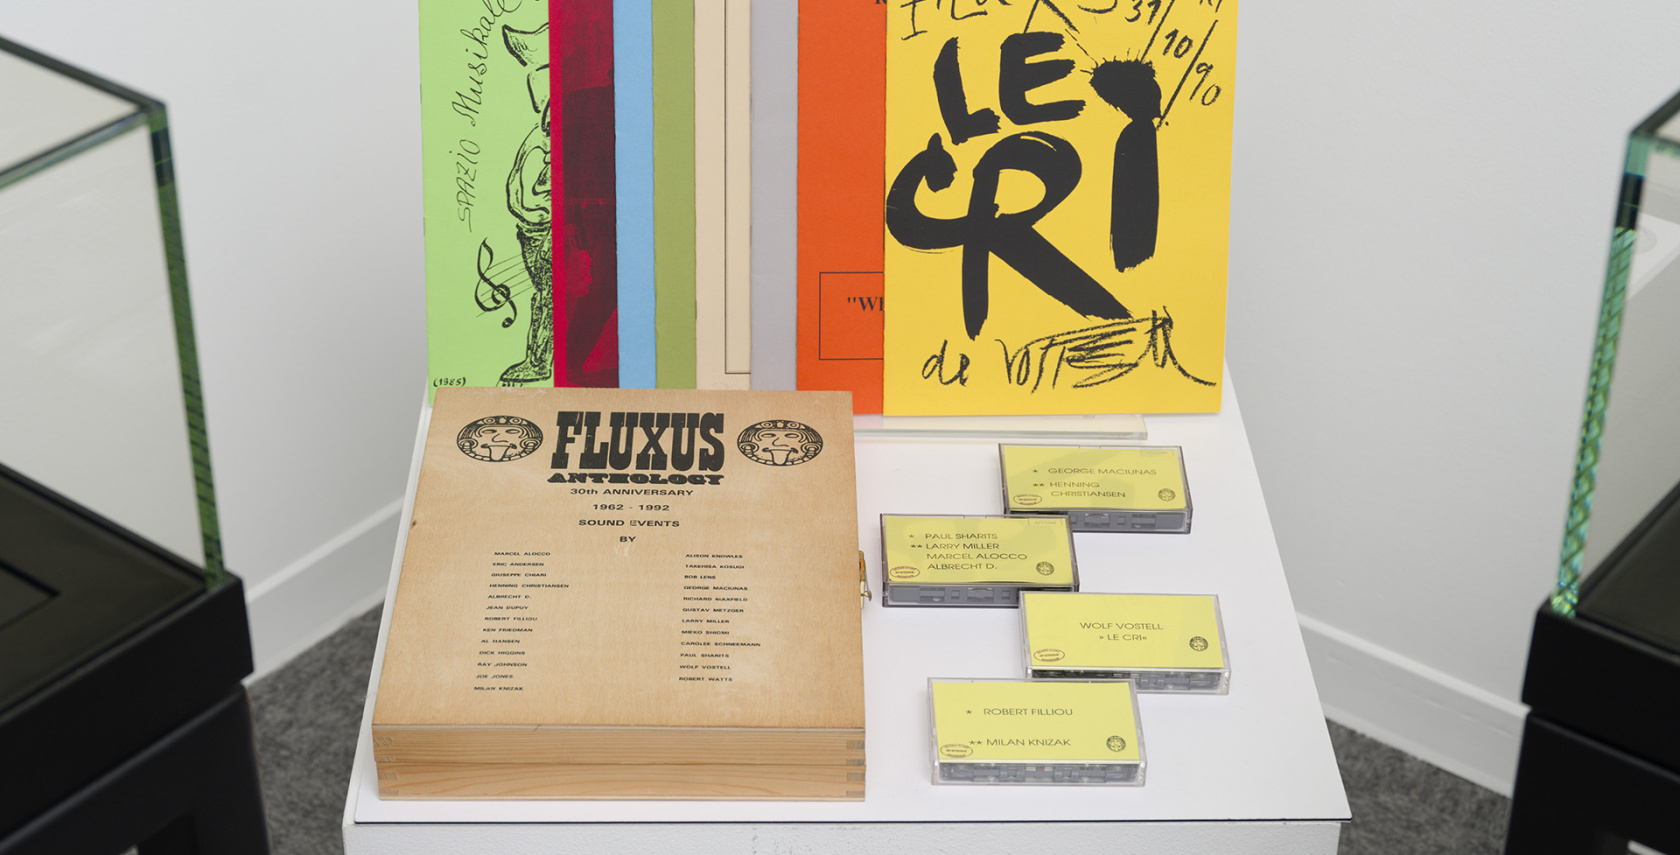 SPAZIO Musikale
(1985)
31/
10/
90
LE
CRI
de VOSTELL
"Wh
FLUXUS
ANTHOLOGY
30th ANNIVERSARY
1962 - 1992
SOUND EVENTS
BY
MARCEL ALOCCO
ERIC ANDERSEN
GIUSEPPE CHIARI
HENNING CHRISTIANSEN
ALBRECHT D.
JEAN DUPUY
ROBERT FILLIOU
KEN FRIEDMAN
AL HANSEN
DICK HIGGINS
RAY JOHNSON
JOE JONES
MILAN KNIZAK
ALISON KNOWLES
TAKEHISA KOSUGI
BOB LENS
GEORGE MACIUNAS
RICHARD MAXFIELD
GUSTAV METZGER
LARRY MILLER
MIEKO SHIOMI
CAROLEE SCHNEEMANN
PAUL SHARITS
WOLF VOSTELL
ROBERT WATTS
* GEORGE MACIUNAS
** HENNING
CHRISTIANSEN
* PAUL SHARITS
** LARRY MILLER
MARCEL ALOCCO
ALBRECHT D.
WOLF VOSTELL
» LE CRI«
* ROBERT FILLIOU
** MILAN KNIZAK